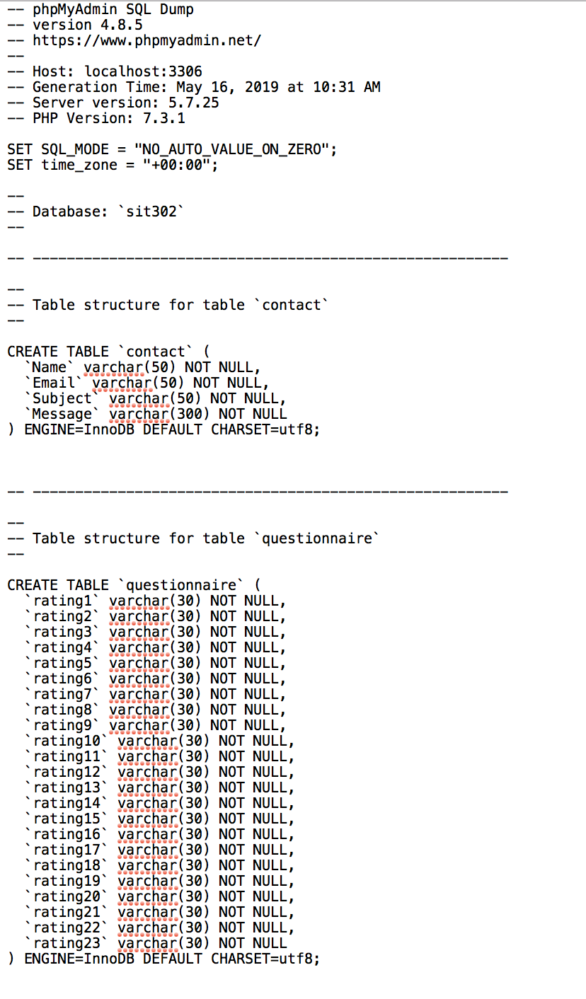 -- phpMyAdmin SQL Dump
-- version 4.8.5
-- https://www.phpmyadmin.net/
--
-- Host: localhost:3306
-- Generation Time: May 16, 2019 at 10:31 AM
-- Server version: 5.7.25
-- PHP Version: 7.3.1
SET SQL_MODE = "NO_AUTO_VALUE_ON_ZERO";
SET time_zone = "+00:00";
--
-- Database: `sit302`
--
-- --------------------------------------------------------
--
-- Table structure for table `contact`
--
CREATE TABLE `contact` (
  `Name` varchar(50) NOT NULL,
  `Email` varchar(50) NOT NULL,
  `Subject` varchar(50) NOT NULL,
  `Message` varchar(300) NOT NULL
) ENGINE=InnoDB DEFAULT CHARSET=utf8;
-- --------------------------------------------------------
--
-- Table structure for table `questionnaire`
--
CREATE TABLE `questionnaire` (
  `rating1` varchar(30) NOT NULL,
  `rating2` varchar(30) NOT NULL,
  `rating3` varchar(30) NOT NULL,
  `rating4` varchar(30) NOT NULL,
  `rating5` varchar(30) NOT NULL,
  `rating6` varchar(30) NOT NULL,
  `rating7` varchar(30) NOT NULL,
  `rating8` varchar(30) NOT NULL,
  `rating9` varchar(30) NOT NULL,
  `rating10` varchar(30) NOT NULL,
  `rating11` varchar(30) NOT NULL,
  `rating12` varchar(30) NOT NULL,
  `rating13` varchar(30) NOT NULL,
  `rating14` varchar(30) NOT NULL,
  `rating15` varchar(30) NOT NULL,
  `rating16` varchar(30) NOT NULL,
  `rating17` varchar(30) NOT NULL,
  `rating18` varchar(30) NOT NULL,
  `rating19` varchar(30) NOT NULL,
  `rating20` varchar(30) NOT NULL,
  `rating21` varchar(30) NOT NULL,
  `rating22` varchar(30) NOT NULL,
  `rating23` varchar(30) NOT NULL
) ENGINE=InnoDB DEFAULT CHARSET=utf8;